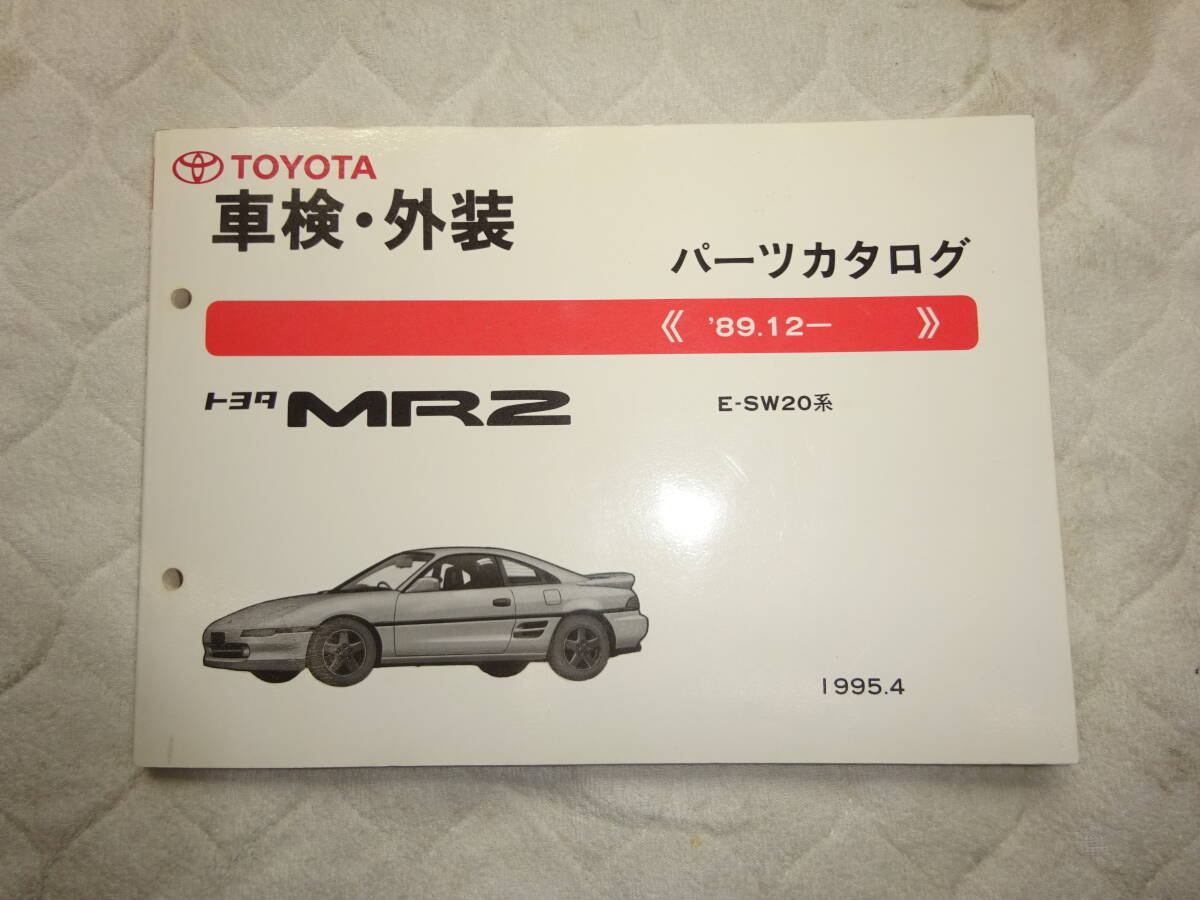 TOYOTA
車検・外装
パーツカタログ
《 '89.12ー 》
トヨタ MR2
E-SW20系
1995.4